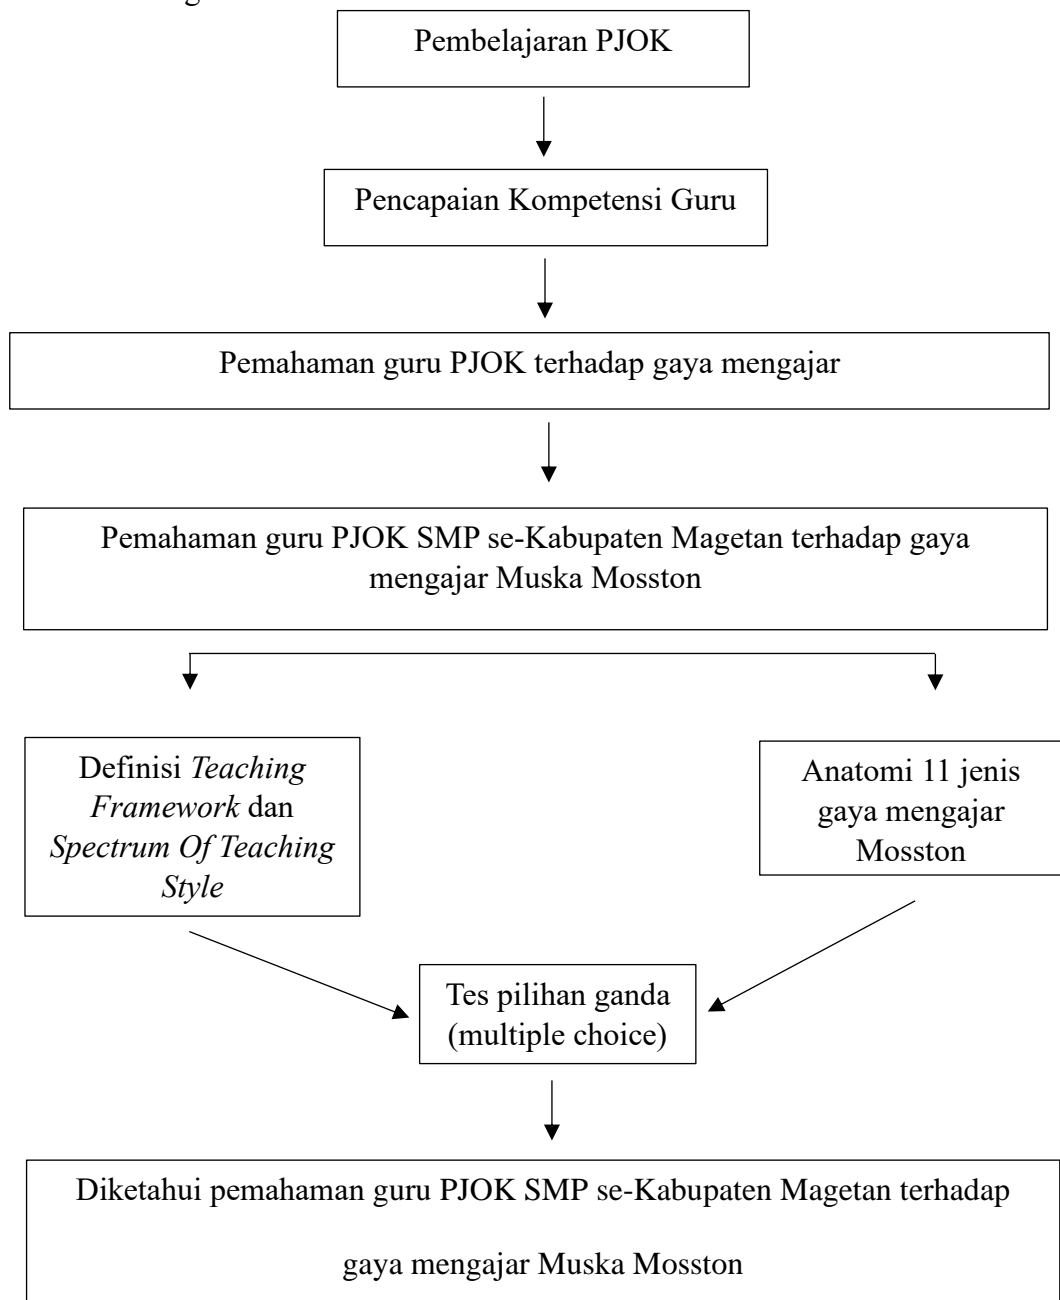 Pembelajaran PJOK
Pencapaian Kompetensi Guru
Pemahaman guru PJOK terhadap gaya mengajar
Pemahaman guru PJOK SMP se-Kabupaten Magetan terhadap gaya
mengajar Muska Mosston
Definisi Teaching
Framework dan
Spectrum Of Teaching
Style
Anatomi 11 jenis
gaya mengajar
Mosston
Tes pilihan ganda
(multiple choice)
Diketahui pemahaman guru PJOK SMP se-Kabupaten Magetan terhadap
gaya mengajar Muska Mosston